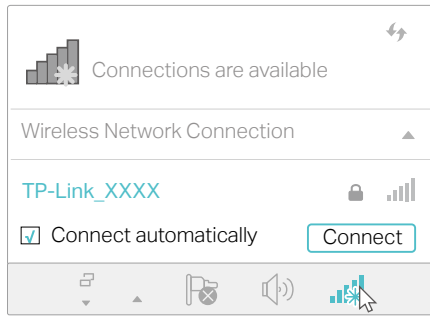 Connections are available
Wireless Network Connection
TP-Link_XXXX
Connect automatically
Connect